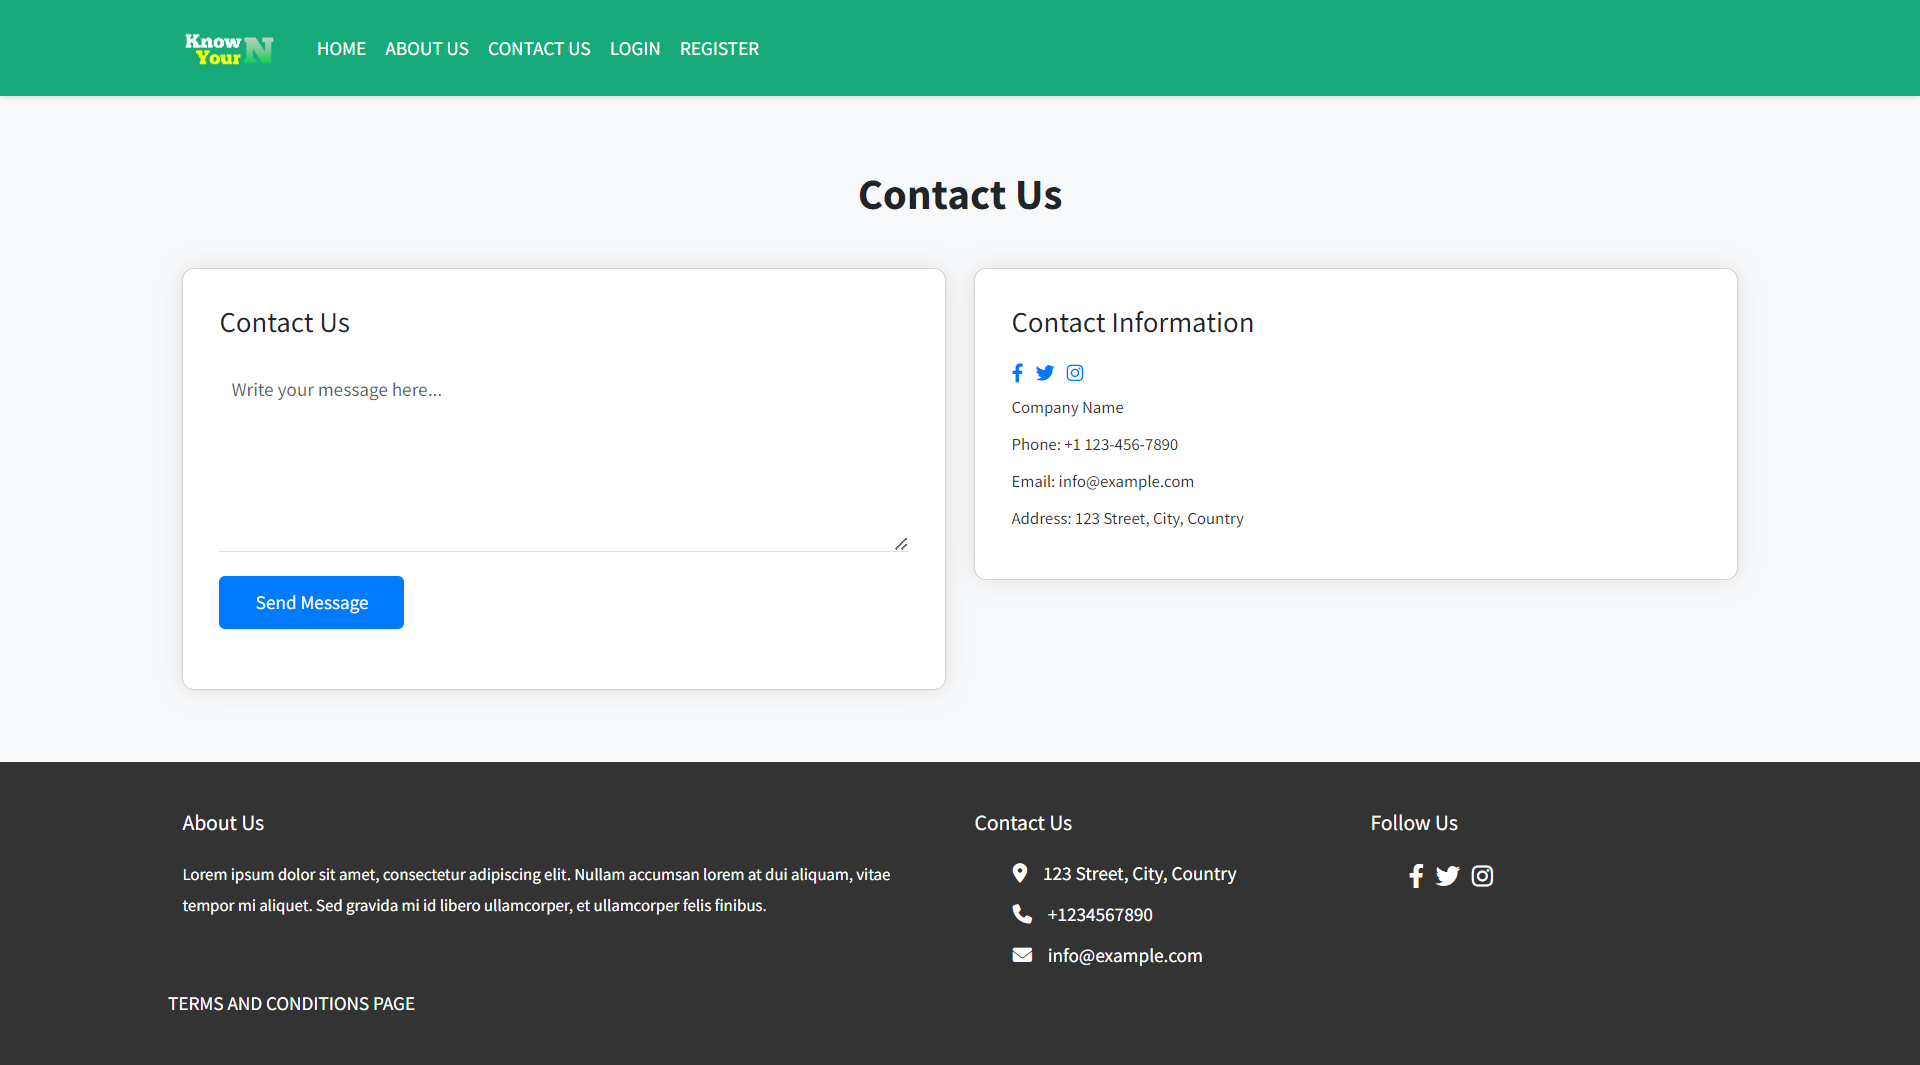 Know
Your N
HOME ABOUT US CONTACT US LOGIN REGISTER
Contact Us
Contact Us
Write your message here...
Send Message
Contact Information
Company Name
Phone: +1 123-456-7890
Email: info@example.com
Address: 123 Street, City, Country
About Us
Lorem ipsum dolor sit amet, consectetur adipiscing elit. Nullam accumsan lorem at dui aliquam, vitae
tempor mi aliquet. Sed gravida mi id libero ullamcorper, et ullamcorper felis finibus.
Contact Us
123 Street, City, Country
+1234567890
info@example.com
Follow Us
TERMS AND CONDITIONS PAGE